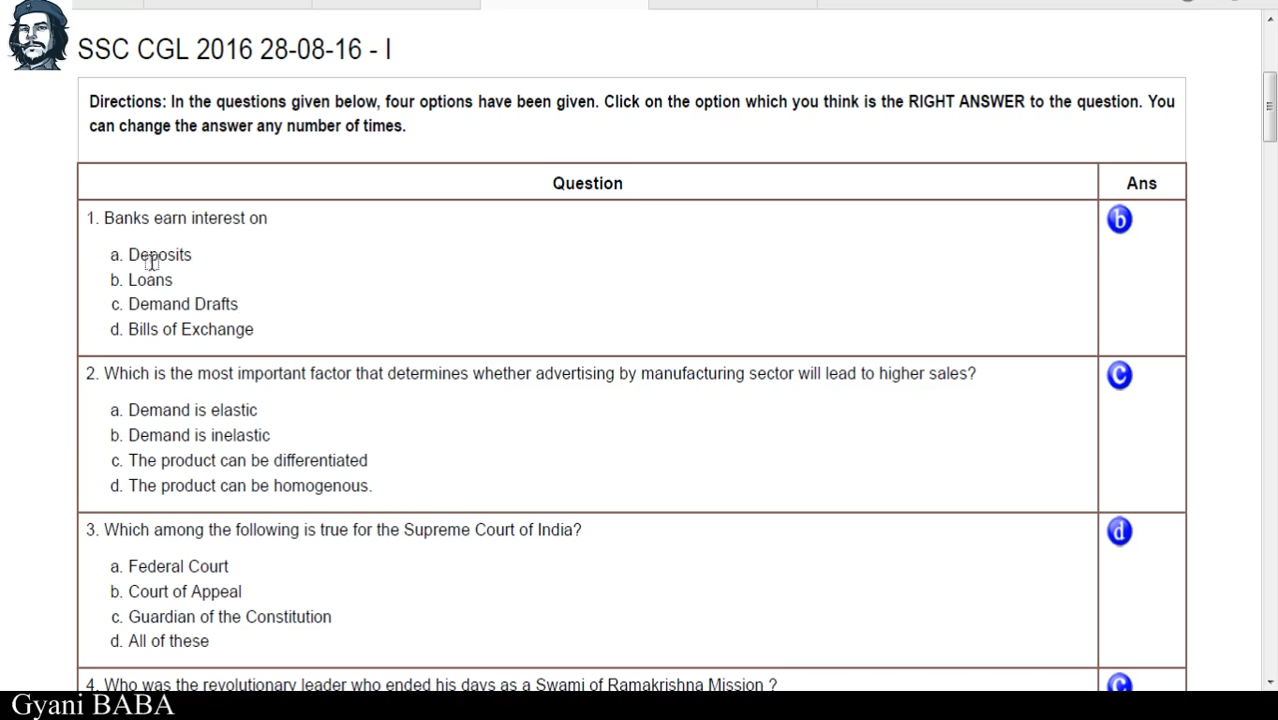 SSC CGL 2016 28-08-16 - I
Directions: In the questions given below, four options have been given. Click on the option which you think is the RIGHT ANSWER to the question. You
can change the answer any number of times.
Question Ans
1. Banks earn interest on b
a. Deposits
b. Loans
c. Demand Drafts
d. Bills of Exchange
2. Which is the most important factor that determines whether advertising by manufacturing sector will lead to higher sales? c
a. Demand is elastic
b. Demand is inelastic
c. The product can be differentiated
d. The product can be homogenous.
3. Which among the following is true for the Supreme Court of India? d
a. Federal Court
b. Court of Appeal
c. Guardian of the Constitution
d. All of these
4. Who was the revolutionary leader who ended his days as a Swami of Ramakrishna Mission ? c
Gyani BABA